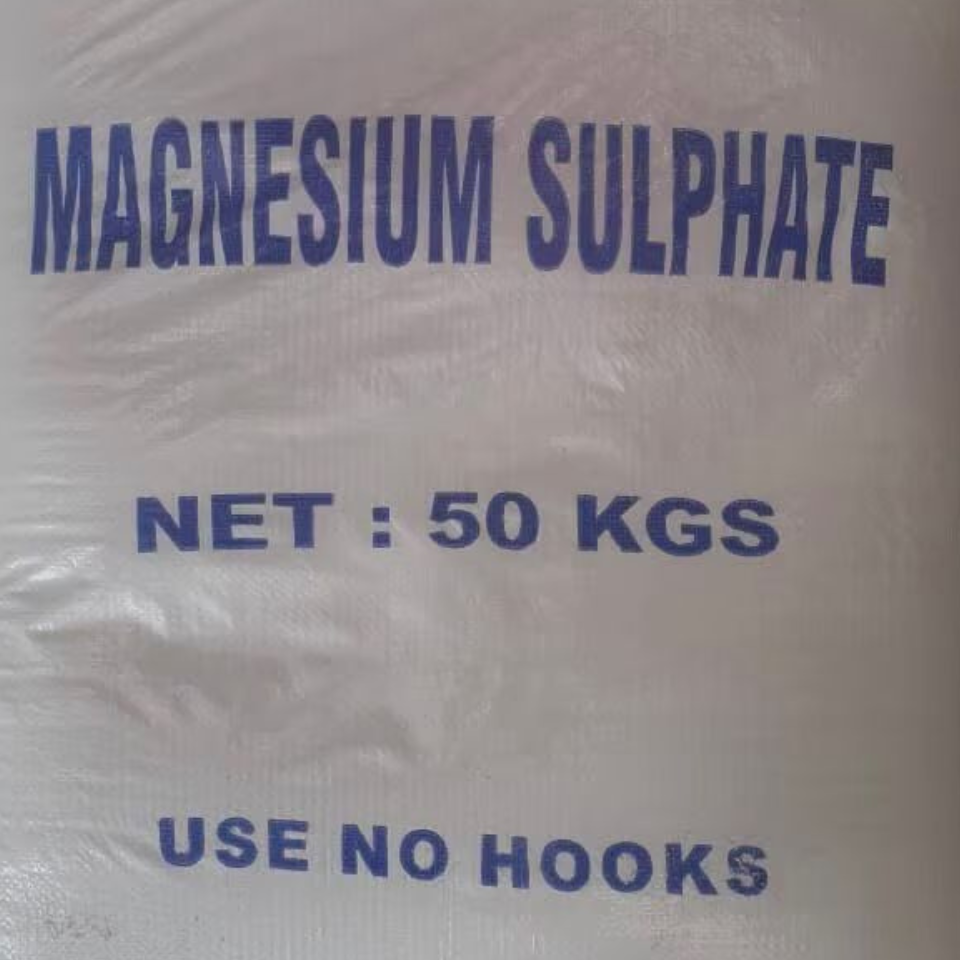 MAGNESIUM SULPHATE
NET : 50 KGS
USE NO HOOKS